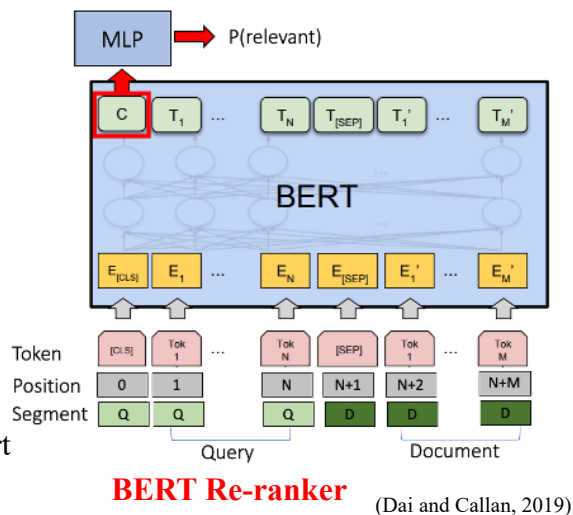 MLP P(relevant)
C T1 ... TN T[SEP] T1' ... TM'
BERT
E[CLS] E1 ... EN E[SEP] E1' ... EM'
Token [CLS] Tok 1 ... Tok N [SEP] Tok 1 ... Tok M
Position 0 1 N N+1 N+2 N+M
Segment Q Q Q D D D
rt
Query Document
BERT Re-ranker (Dai and Callan, 2019)